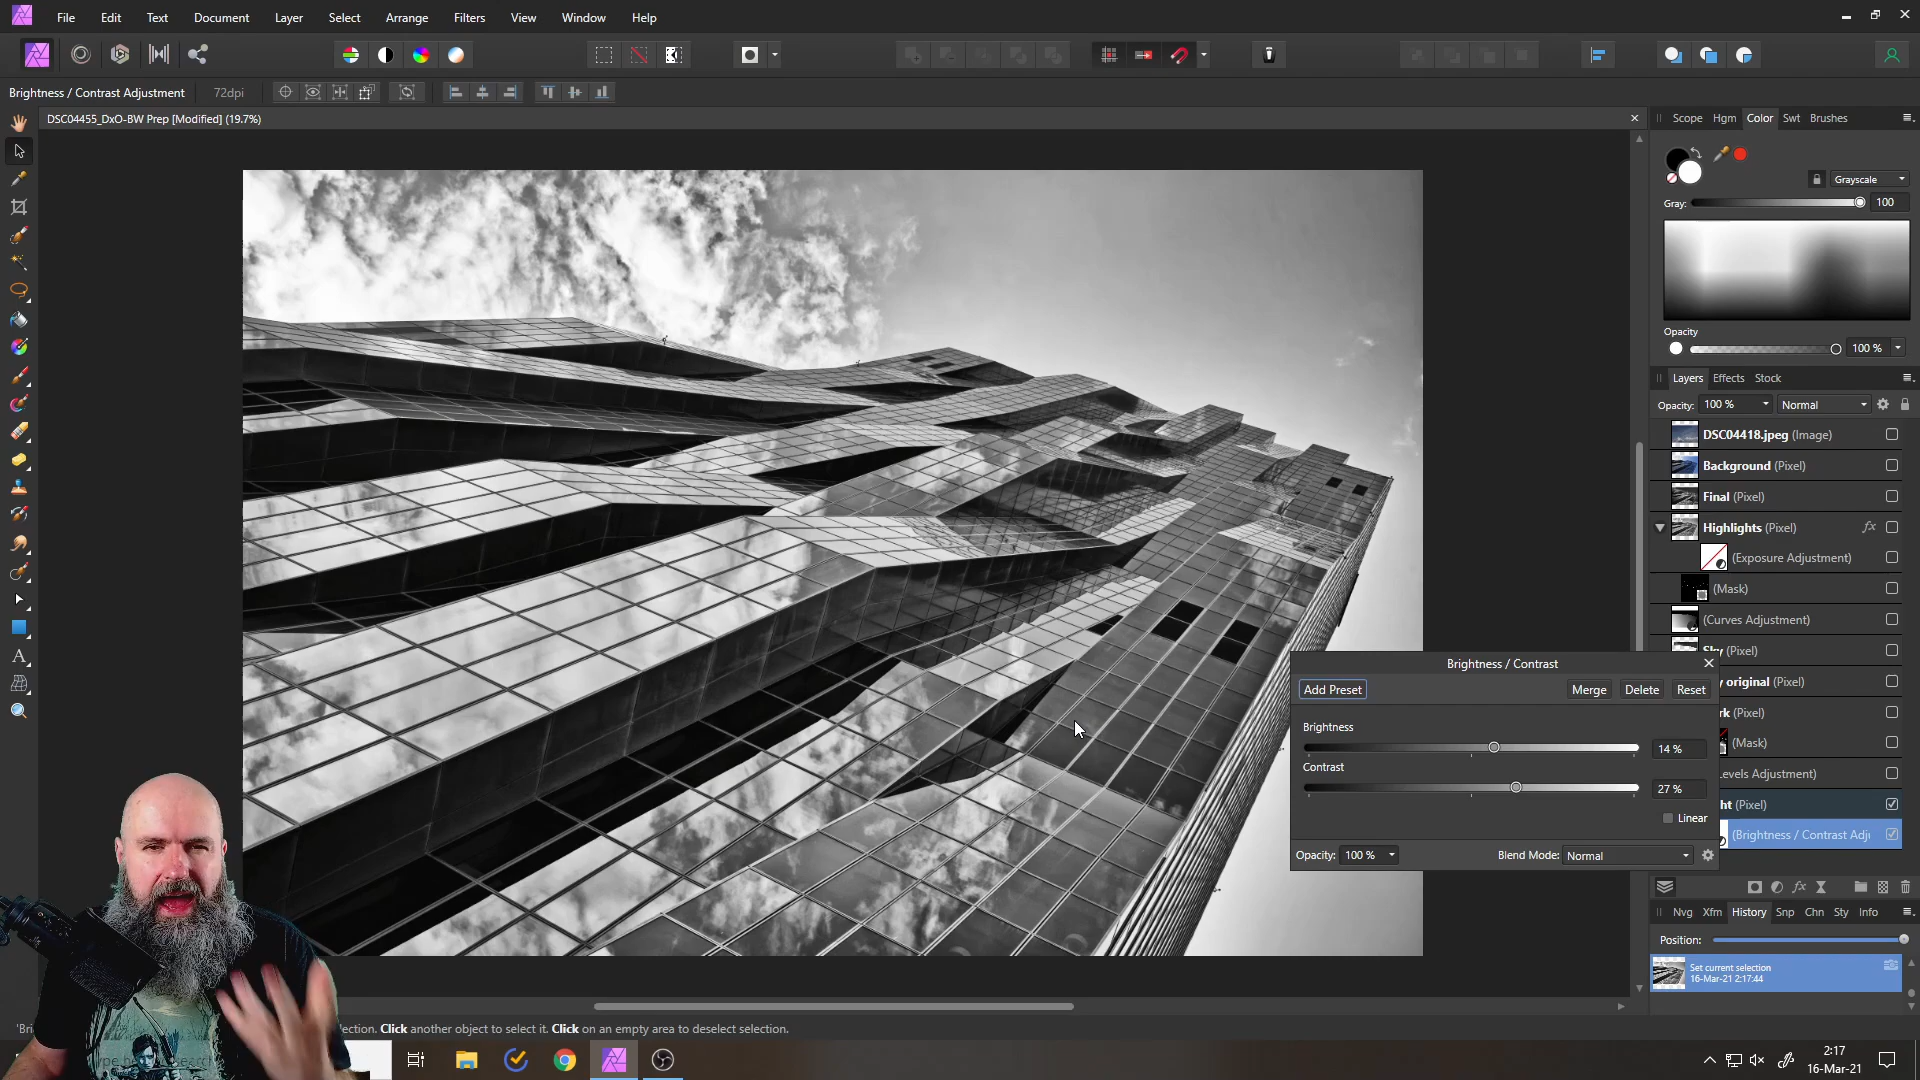 File Edit Text Document Layer Select Arrange Filters View Window Help
Brightness / Contrast Adjustment 72dpi
DSC04455_DxO-BW Prep [Modified] (19.7%)
Scope Hgm Color Swt Brushes
Grayscale
Gray: 100
Opacity
100 %
Layers Effects Stock
Opacity: 100 % Normal
DSC04418.jpeg (Image)
Background (Pixel)
Final (Pixel)
Highlights (Pixel) fx
(Exposure Adjustment)
(Mask)
(Curves Adjustment)
Sky (Pixel)
y original (Pixel)
rk (Pixel)
(Mask)
Levels Adjustment)
ht (Pixel)
(Brightness / Contrast Adj
Brightness / Contrast
Add Preset Merge Delete Reset
Brightness
14 %
Contrast
27 %
Linear
Opacity: 100 % Blend Mode: Normal
fx
Nvg Xfm History Snp Chn Sty Info
Position:
Set current selection
16-Mar-21 2:17:44
'Bri lection. Click another object to select it. Click on an empty area to deselect selection.
2:17
16-Mar-21